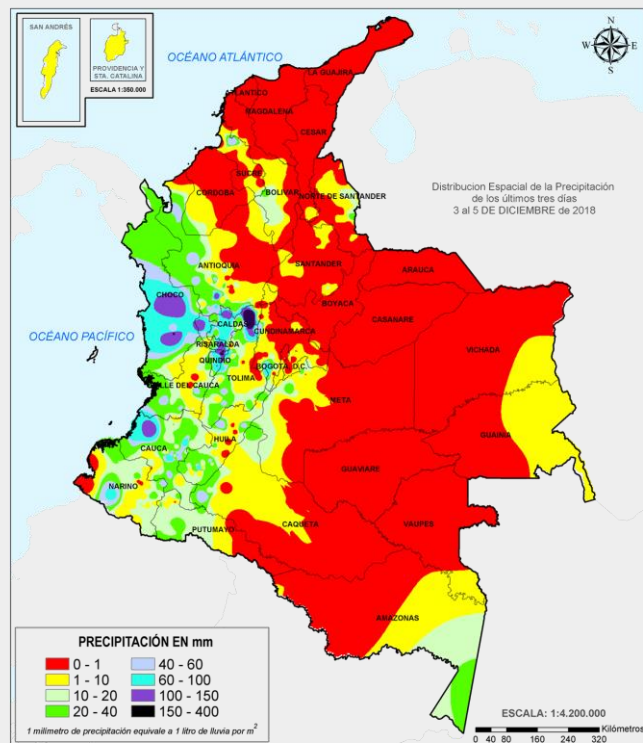 SAN ANDRÉS
PROVIDENCIA Y
STA. CATALINA
ESCALA 1:350.000
OCÉANO ATLÁNTICO
N
W E
S
LA GUAJIRA
ATLANTICO
MAGDALENA
CESAR
SUCRE
CORDOBA
BOLIVAR
NORTE DE SANTANDER
Distribucion Espacial de la Precipitación
de los últimos tres días
3 al 5 DE DICIEMBRE de 2018
ANTIOQUIA
SANTANDER
ARAUCA
CHOCO
BOYACA
CASANARE
OCÉANO PACÍFICO
CALDAS
CUNDINAMARCA
VICHADA
RISARALDA
QUINDIO
BOGOTA D.C.
TOLIMA
VALLE DEL CAUCA
META
GUAINIA
HUILA
CAUCA
GUAVIARE
NARIÑO
CAQUETA
VAUPES
PUTUMAYO
AMAZONAS
PRECIPITACIÓN EN mm
0 - 1 40 - 60
1 - 10 60 - 100
10 - 20 100 - 150
20 - 40 150 - 400
1 milimetro de precipitación equivale a 1 litro de lluvia por m²
ESCALA: 1:4.200.000
Kilómetros
0 40 80 160 240 320